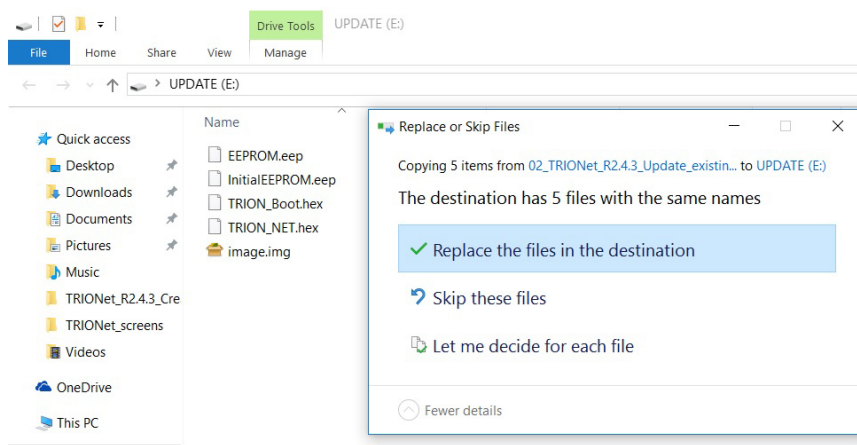 Drive Tools
UPDATE (E:)
File
Home
Share
View
Manage
UPDATE (E:)
Quick access
Desktop
Downloads
Documents
Pictures
Music
TRIONet_R2.4.3_Cre
TRIONet_screens
Videos
OneDrive
This PC
Name
EEPROM.eep
InitialEEPROM.eep
TRION_Boot.hex
TRION_NET.hex
image.img
Replace or Skip Files
Copying 5 items from 02_TRIONet_R2.4.3_Update_existin... to UPDATE (E:)
The destination has 5 files with the same names
Replace the files in the destination
Skip these files
Let me decide for each file
Fewer details